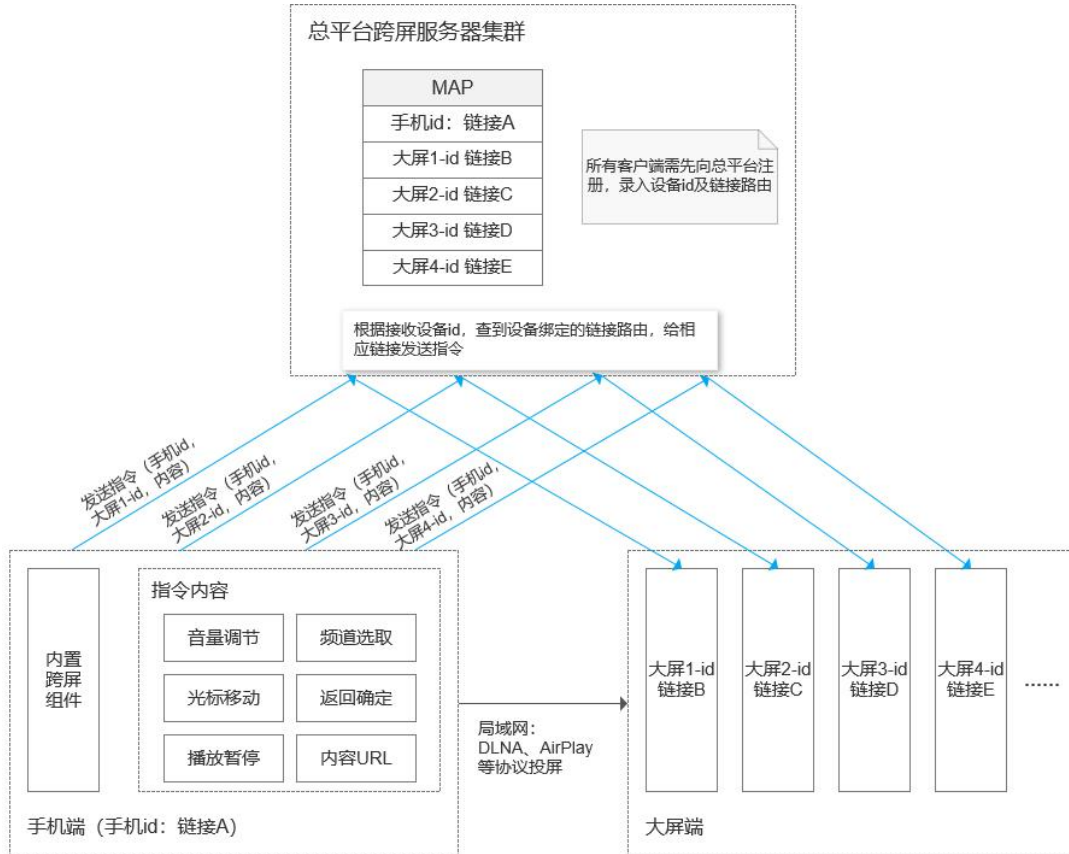 总平台跨屏服务器集群
MAP
手机id：链接A
大屏1-id 链接B
大屏2-id 链接C
大屏3-id 链接D
大屏4-id 链接E
所有客户端需先向总平台注
册，录入设备id及链接路由
根据接收设备id，查到设备绑定的链接路由，给相
应链接发送指令
发送指令（手机id，
大屏1-id，内容）
发送指令（手机id，
大屏2-id，内容）
发送指令（手机id，
大屏3-id，内容）
发送指令（手机id，
大屏4-id，内容）
内置
跨屏
组件
指令内容
音量调节
频道选取
光标移动
返回确定
播放暂停
内容URL
手机端（手机id：链接A）
局域网：
DLNA、AirPlay
等协议投屏
大屏1-id
链接B
大屏2-id
链接C
大屏3-id
链接D
大屏4-id
链接E
......
大屏端